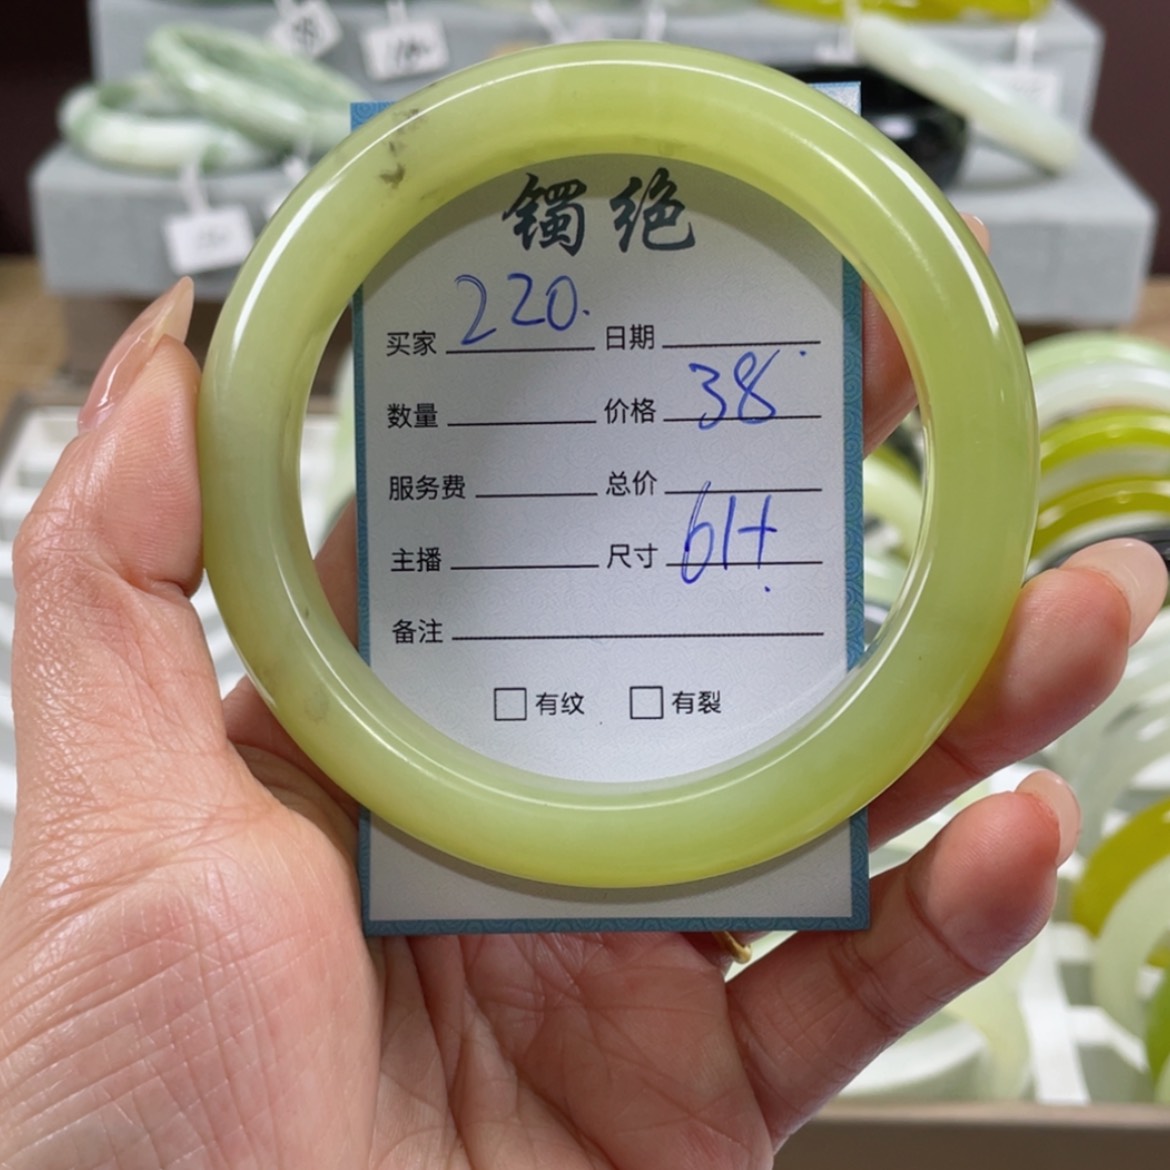 镯绝
买家 220. 日期
数量 价格 38
服务费 总价
主播 尺寸 61+
备注
有纹 有裂